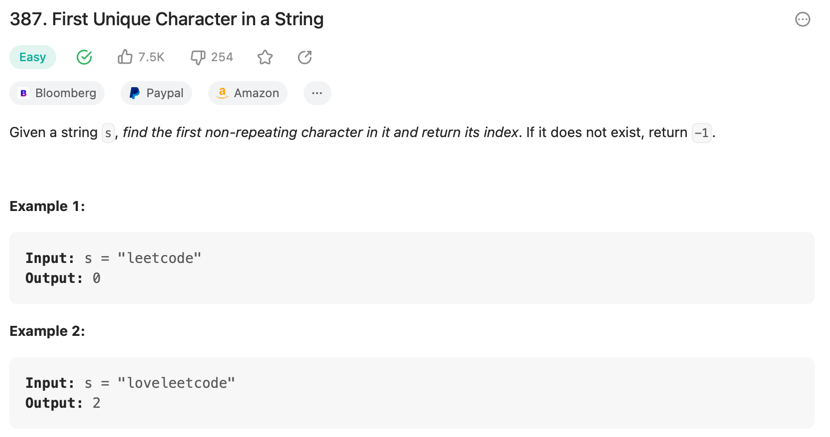 387. First Unique Character in a String
Easy 7.5K 254
B Bloomberg Paypal a Amazon ...
Given a string s, find the first non-repeating character in it and return its index. If it does not exist, return -1.
Example 1:
Input: s = "leetcode"
Output: 0
Example 2:
Input: s = "loveleetcode"
Output: 2